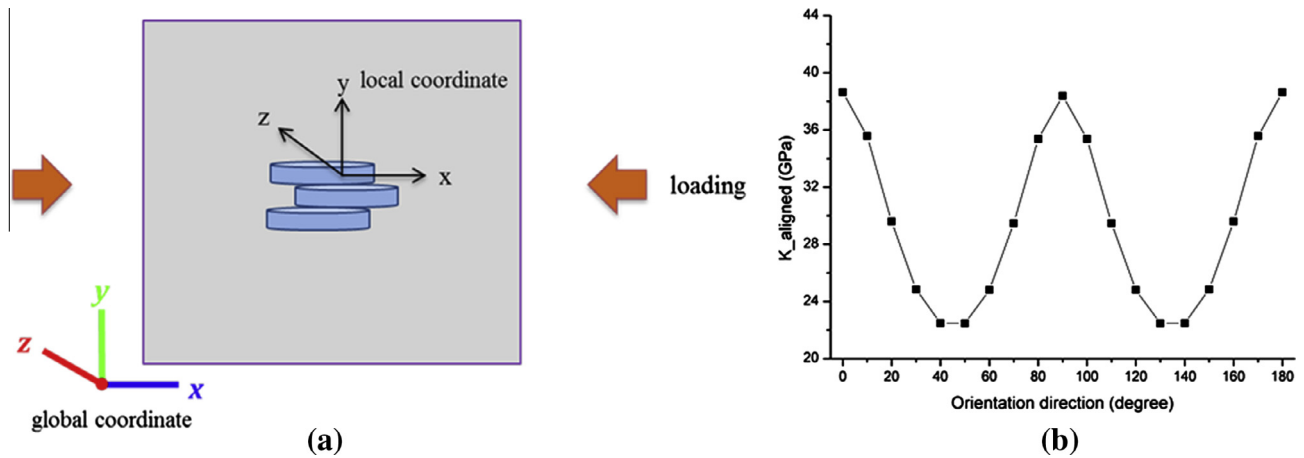 local coordinate
y
z
x
loading
y
z
x
global coordinate
(a)
44
40
36
32
28
24
20
K_aligned (GPa)
0 20 40 60 80 100 120 140 160 180
Orientation direction (degree)
(b)